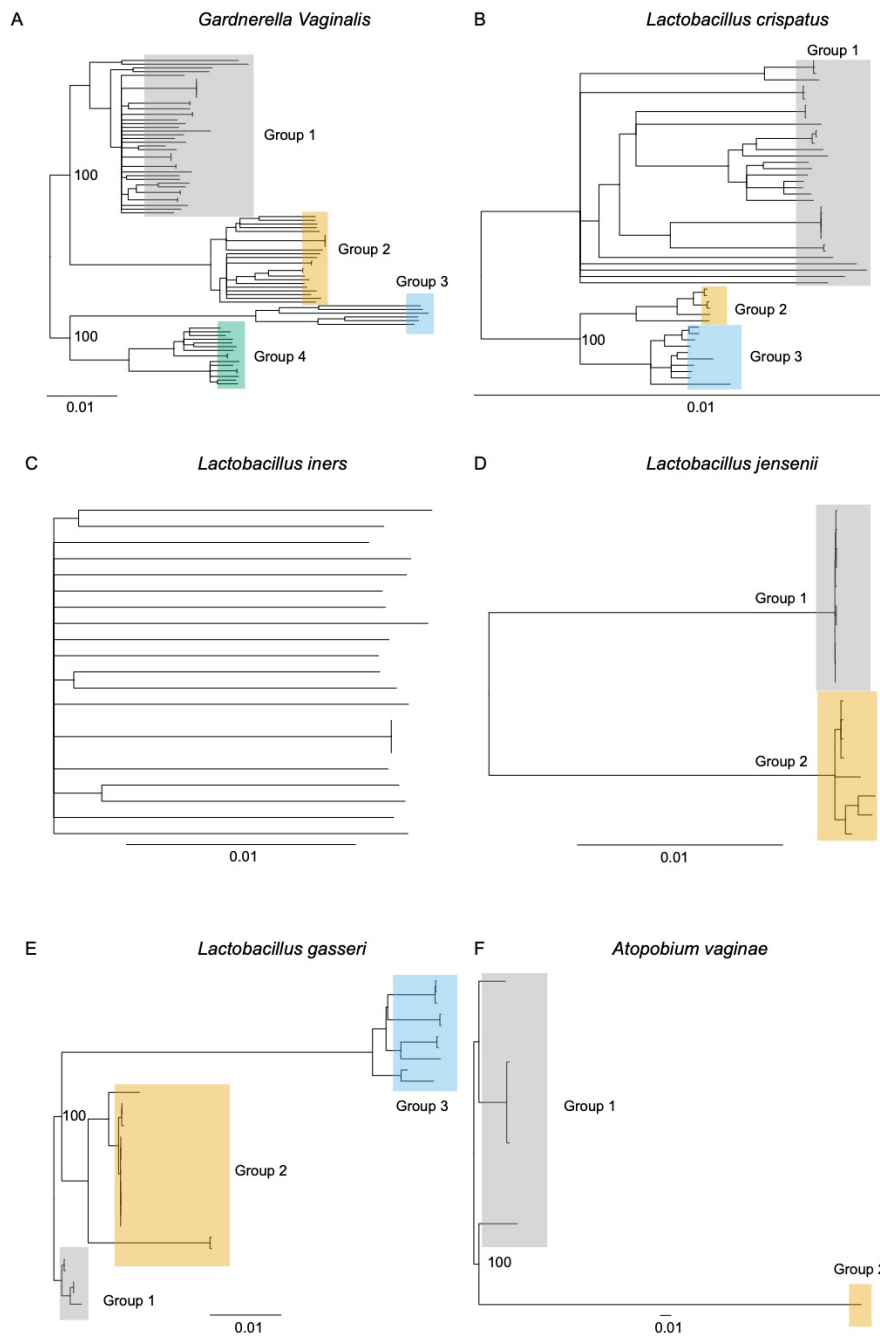 A
Gardnerella Vaginalis
Group 1
100
Group 2
Group 3
100
Group 4
0.01
B
Lactobacillus crispatus
Group 1
Group 2
100
Group 3
0.01
C
Lactobacillus iners
0.01
D
Lactobacillus jensenii
Group 1
Group 2
0.01
E
Lactobacillus gasseri
Group 3
100
Group 2
Group 1
0.01
F
Atopobium vaginae
Group 1
100
Group 2
0.01